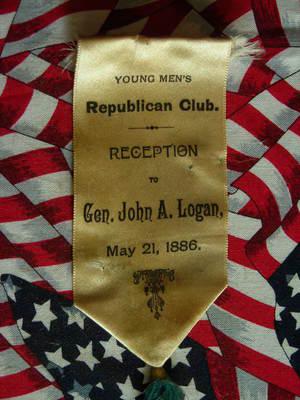 YOUNG MEN'S
Republican Club.
RECEPTION
TO
Gen. John A. Logan,
May 21, 1886.